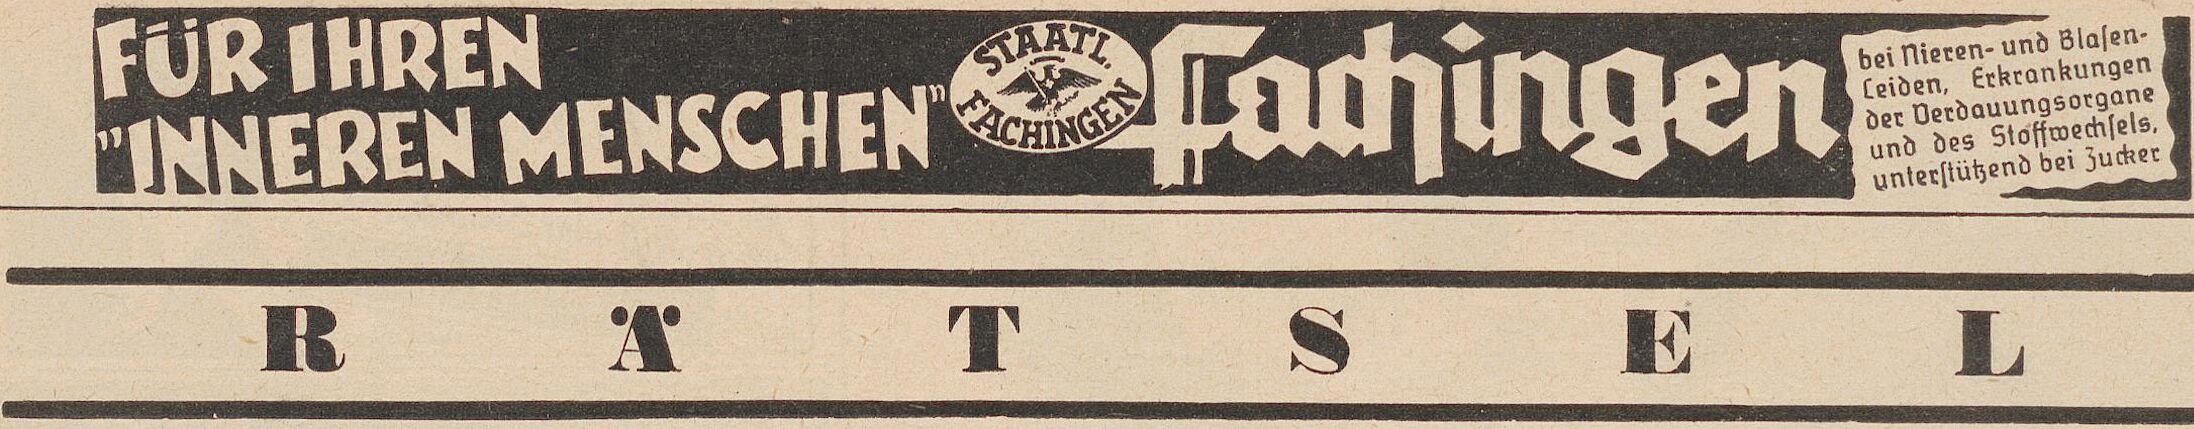 FÜR IHREN
"INNEREN MENSCHEN"
STAATL.
FACHINGEN
Fachingen
bei Nieren- und Blasen-
Leiden, Erkrankungen
der Verdauungsorgane
und des Stoffwechsels,
unterstützend bei Zucker
RÄTSEL